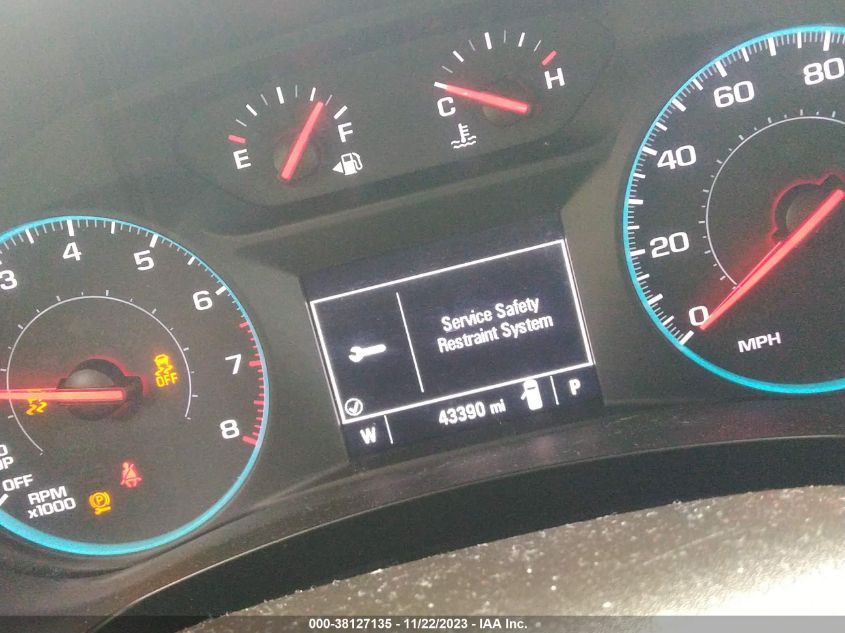 C H
E F
60 80
40
20
0
MPH
3 4 5
6
7
8
OFF
OFF
RPM
x1000
P
Service Safety
Restraint System
W 43390 mi P
000-38127135 - 11/22/2023 - IAA Inc.